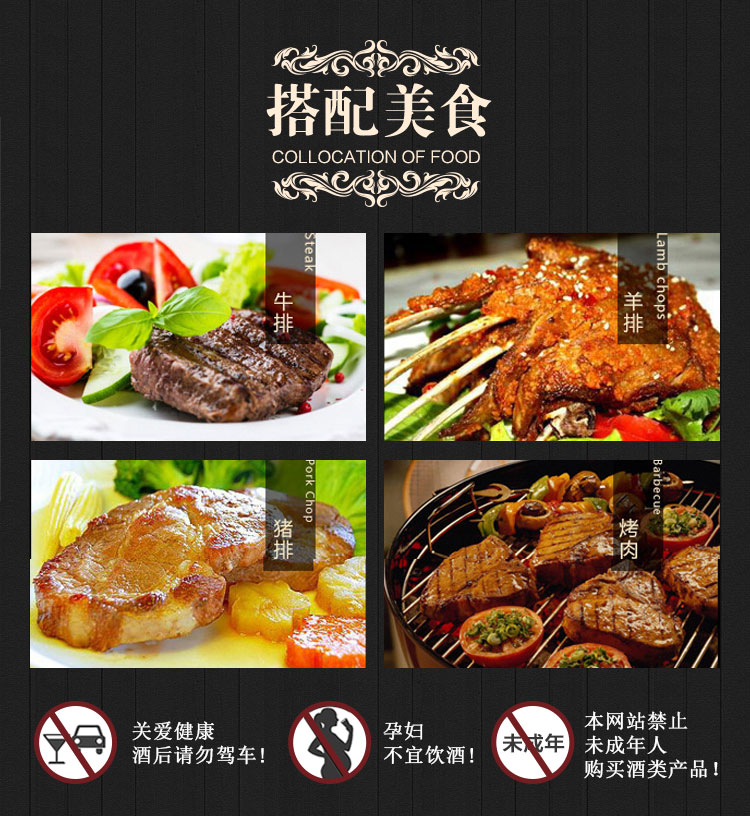 搭配美食
COLLOCATION OF FOOD
Steak
牛排
Lamb chops
羊排
Pork Chop
猪排
Barbecue
烤肉
关爱健康
酒后请勿驾车!
孕妇
不宜饮酒!
未成年
本网站禁止
未成年人
购买酒类产品!